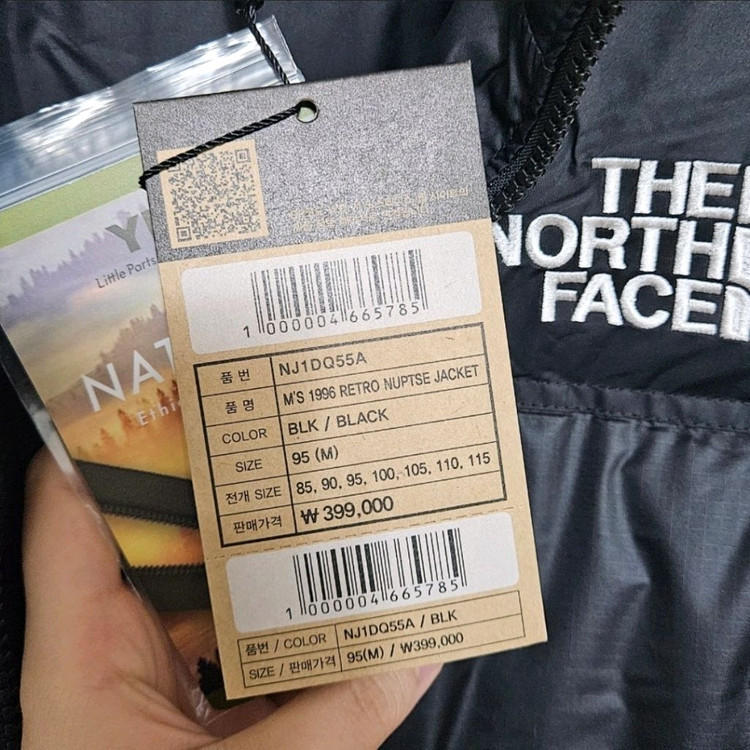 THE
NORTH
FACE
Little Parts
NAT
1 000004 665785
품 번 NJ1DQ55A
품 명 M'S 1996 RETRO NUPTSE JACKET
COLOR BLK / BLACK
SIZE 95 (M)
전개 SIZE 85, 90, 95, 100, 105, 110, 115
판매가격 ₩ 399,000
1 000004 665785
품번 / COLOR NJ1DQ55A / BLK
SIZE / 판매가격 95(M) / ₩399,000